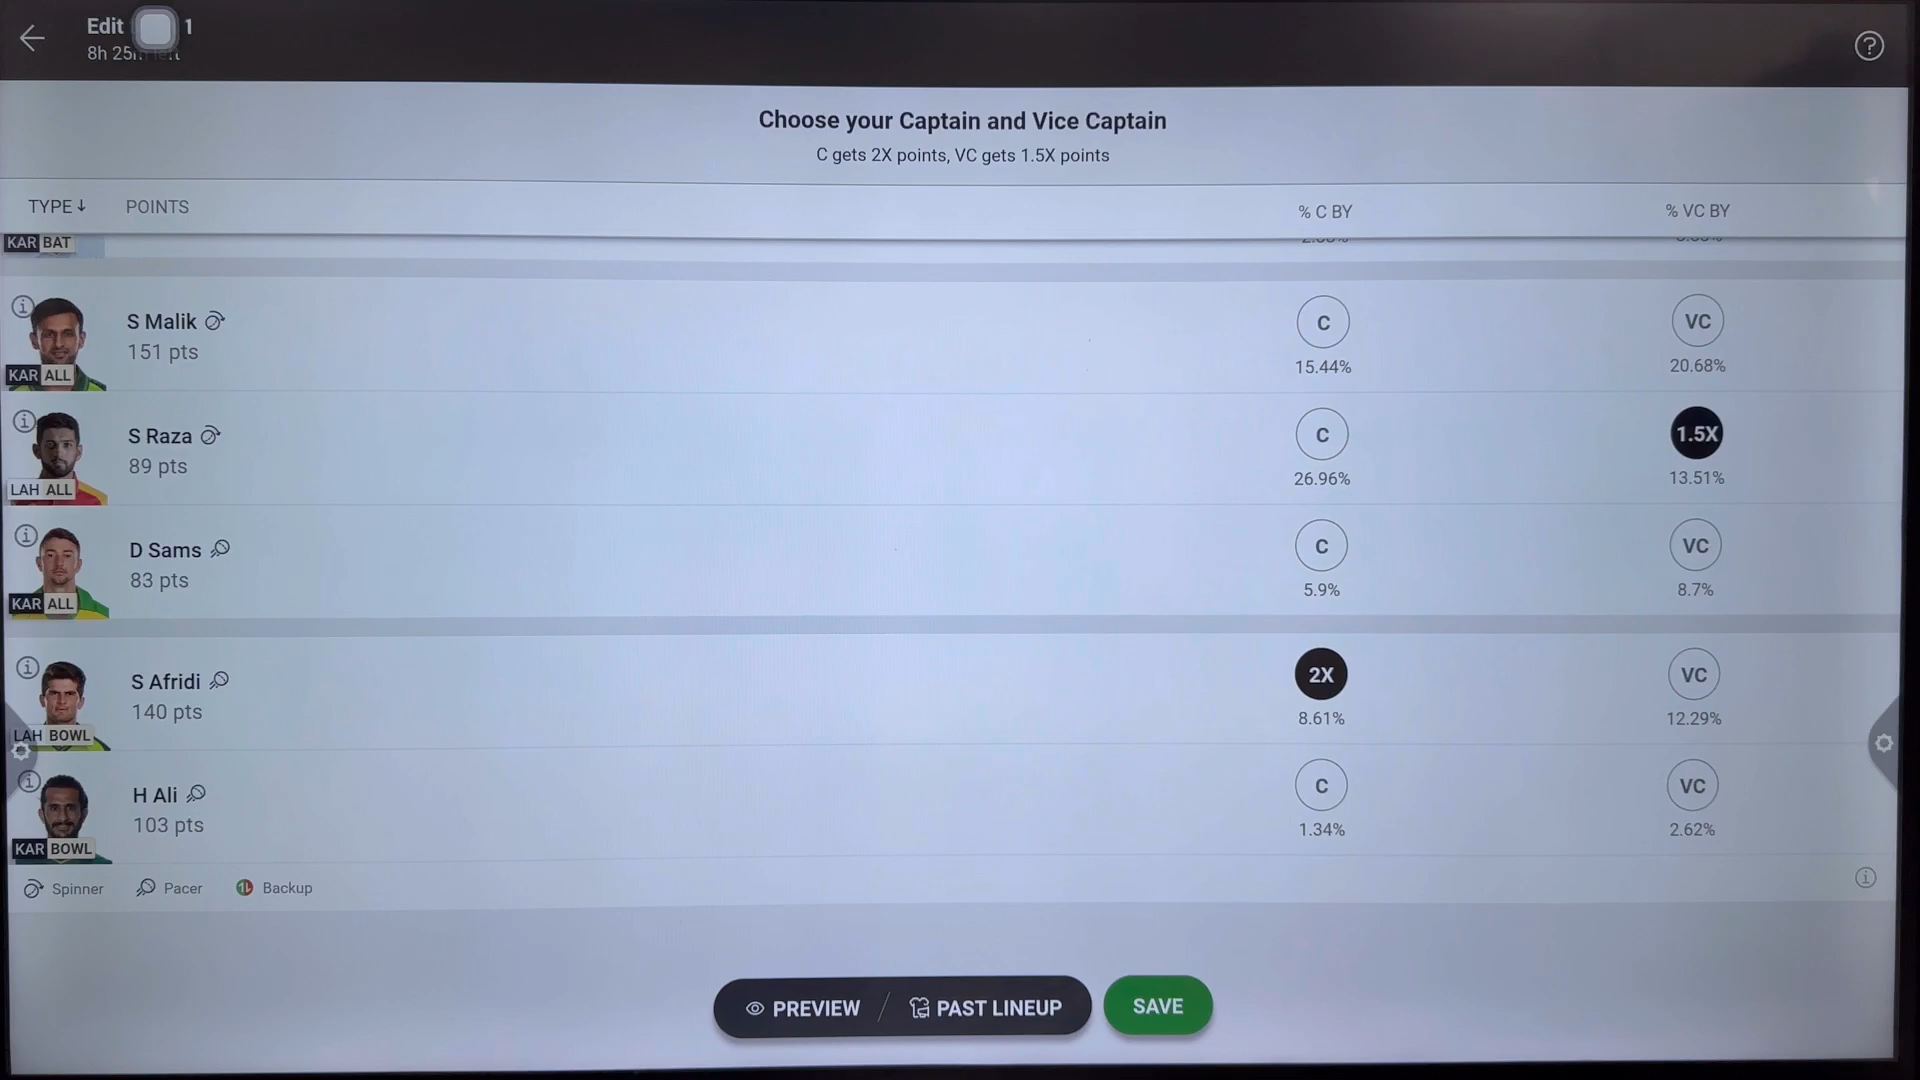 Edit 1
8h 25
Choose your Captain and Vice Captain
C gets 2X points, VC gets 1.5X points
TYPE↓ POINTS % C BY % VC BY
KAR BAT
S Malik C VC
151 pts 15.44% 20.68%
KAR ALL
S Raza C 1.5X
89 pts 26.96% 13.51%
LAH ALL
D Sams C VC
83 pts 5.9% 8.7%
KAR ALL
S Afridi 2X VC
140 pts 8.61% 12.29%
LAH BOWL
H Ali C VC
103 pts 1.34% 2.62%
KAR BOWL
Spinner Pacer Backup
PREVIEW / PAST LINEUP SAVE